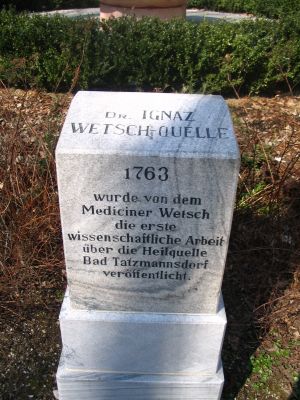 DR. IGNAZ
WETSCH-QUELLE
1763
wurde von dem
Mediciner Wetsch
die erste
wissenschaftliche Arbeit
über die Heilquelle
Bad Tatzmannsdorf
veröffentlicht.